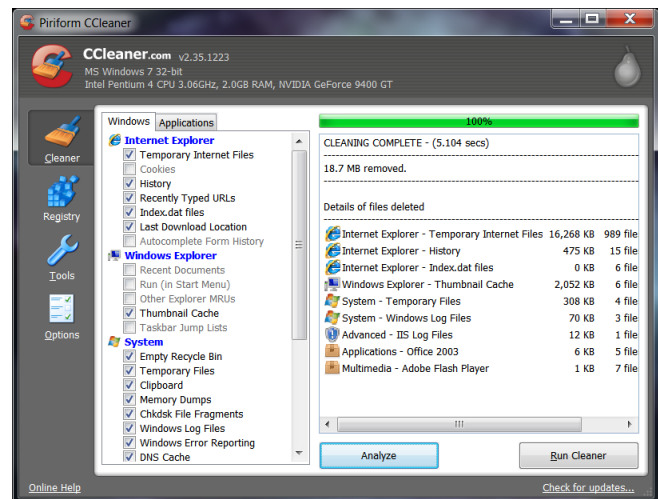 Piriform CCleaner
CCleaner.com v2.35.1223
MS Windows 7 32-bit
Intel Pentium 4 CPU 3.06GHz, 2.0GB RAM, NVIDIA GeForce 9400 GT
Cleaner
Registry
Tools
Options
Windows
Applications
Internet Explorer
Temporary Internet Files
Cookies
History
Recently Typed URLs
Index.dat files
Last Download Location
Autocomplete Form History
Windows Explorer
Recent Documents
Run (in Start Menu)
Other Explorer MRUs
Thumbnail Cache
Taskbar Jump Lists
System
Empty Recycle Bin
Temporary Files
Clipboard
Memory Dumps
Chkdsk File Fragments
Windows Log Files
Windows Error Reporting
DNS Cache
100%
CLEANING COMPLETE - (5.104 secs)
18.7 MB removed.
Details of files deleted
Internet Explorer - Temporary Internet Files 16,268 KB 989 file
Internet Explorer - History 475 KB 15 file
Internet Explorer - Index.dat files 0 KB 6 file
Windows Explorer - Thumbnail Cache 2,052 KB 6 file
System - Temporary Files 308 KB 4 file
System - Windows Log Files 70 KB 3 file
Advanced - IIS Log Files 12 KB 1 file
Applications - Office 2003 6 KB 5 file
Multimedia - Adobe Flash Player 1 KB 7 file
Analyze
Run Cleaner
Online Help
Check for updates...